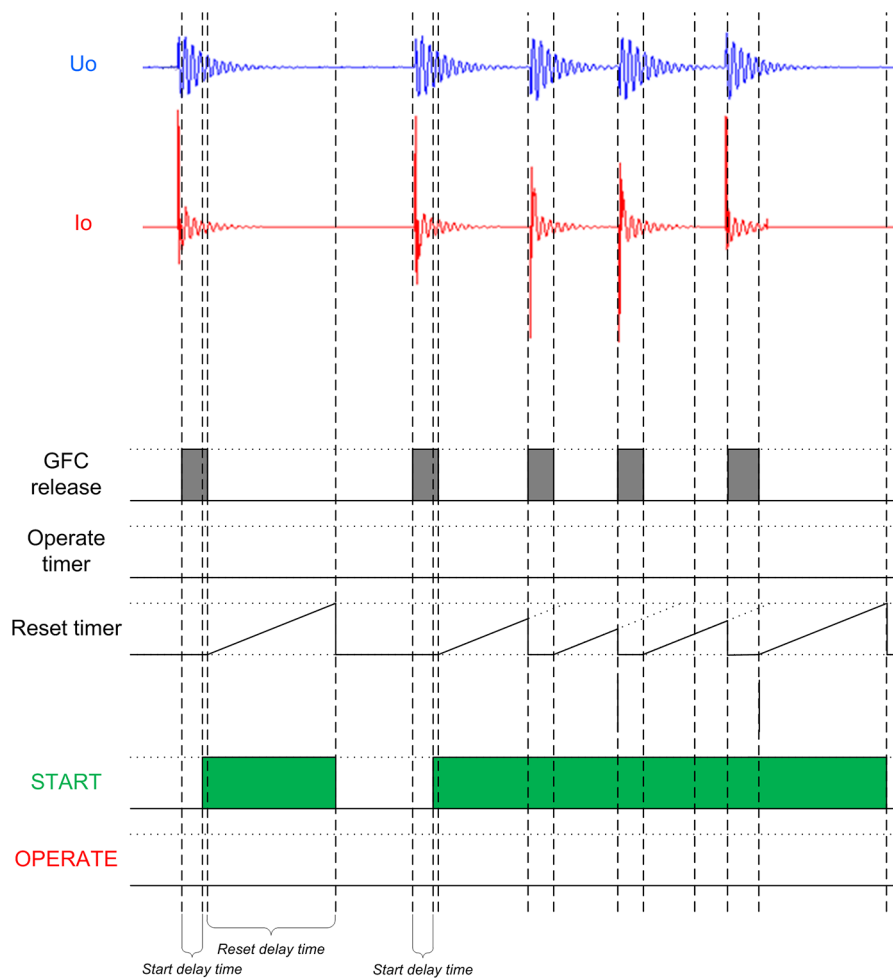 Uo
Io
GFC
release
Operate
timer
Reset timer
START
OPERATE
Reset delay time
Start delay time
Start delay time